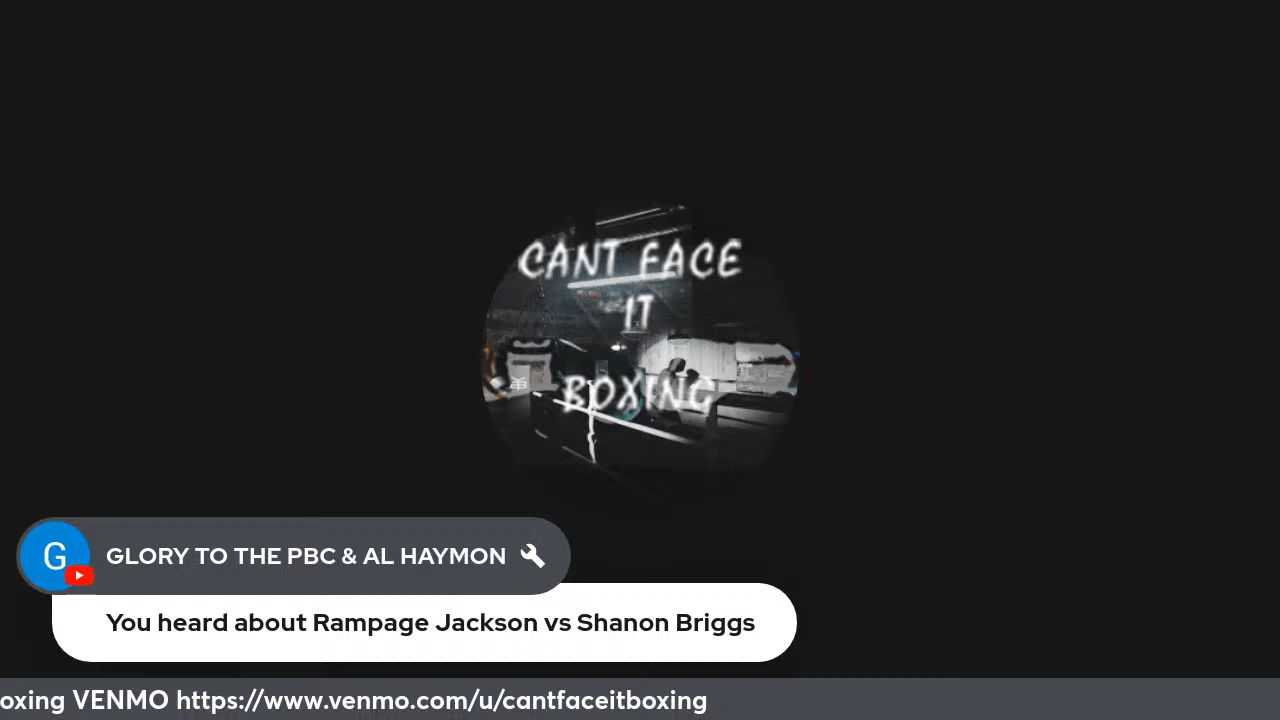 CANT FACE
IT
BOXING
G
GLORY TO THE PBC & AL HAYMON
You heard about Rampage Jackson vs Shanon Briggs
oxing VENMO https://www.venmo.com/u/cantfaceitboxing